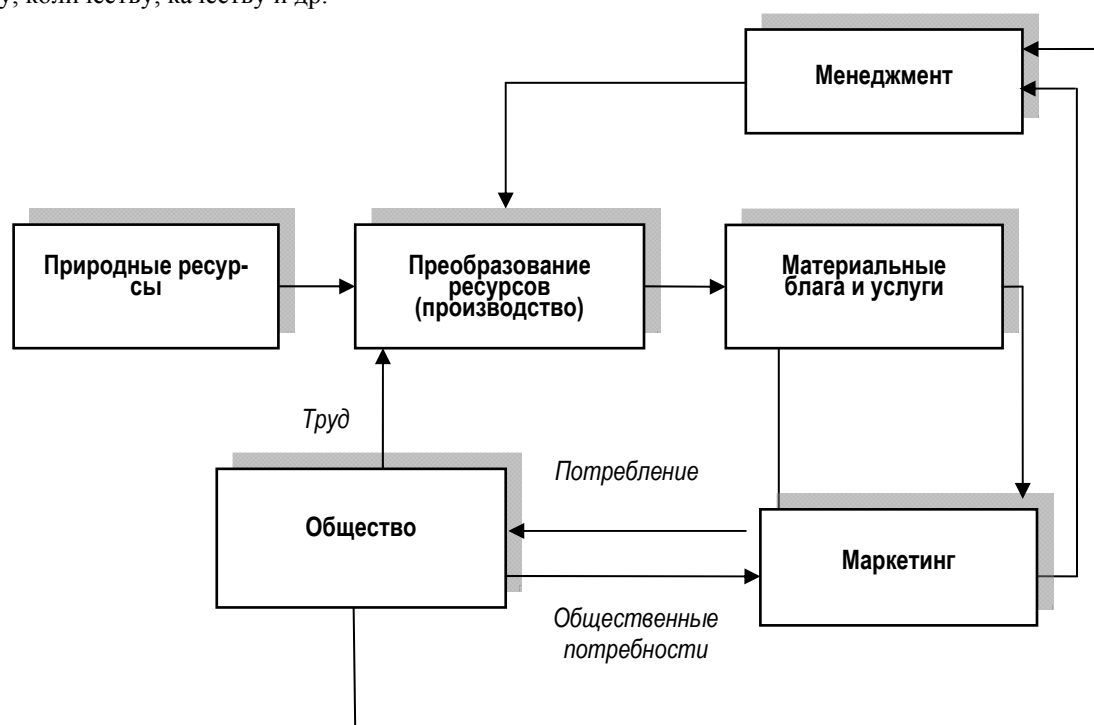 у, количеству, качеству и др.
Менеджмент
Природные ресур-
сы
Преобразование
ресурсов
(производство)
Материальные
блага и услуги
Труд
Потребление
Общество
Маркетинг
Общественные
потребности